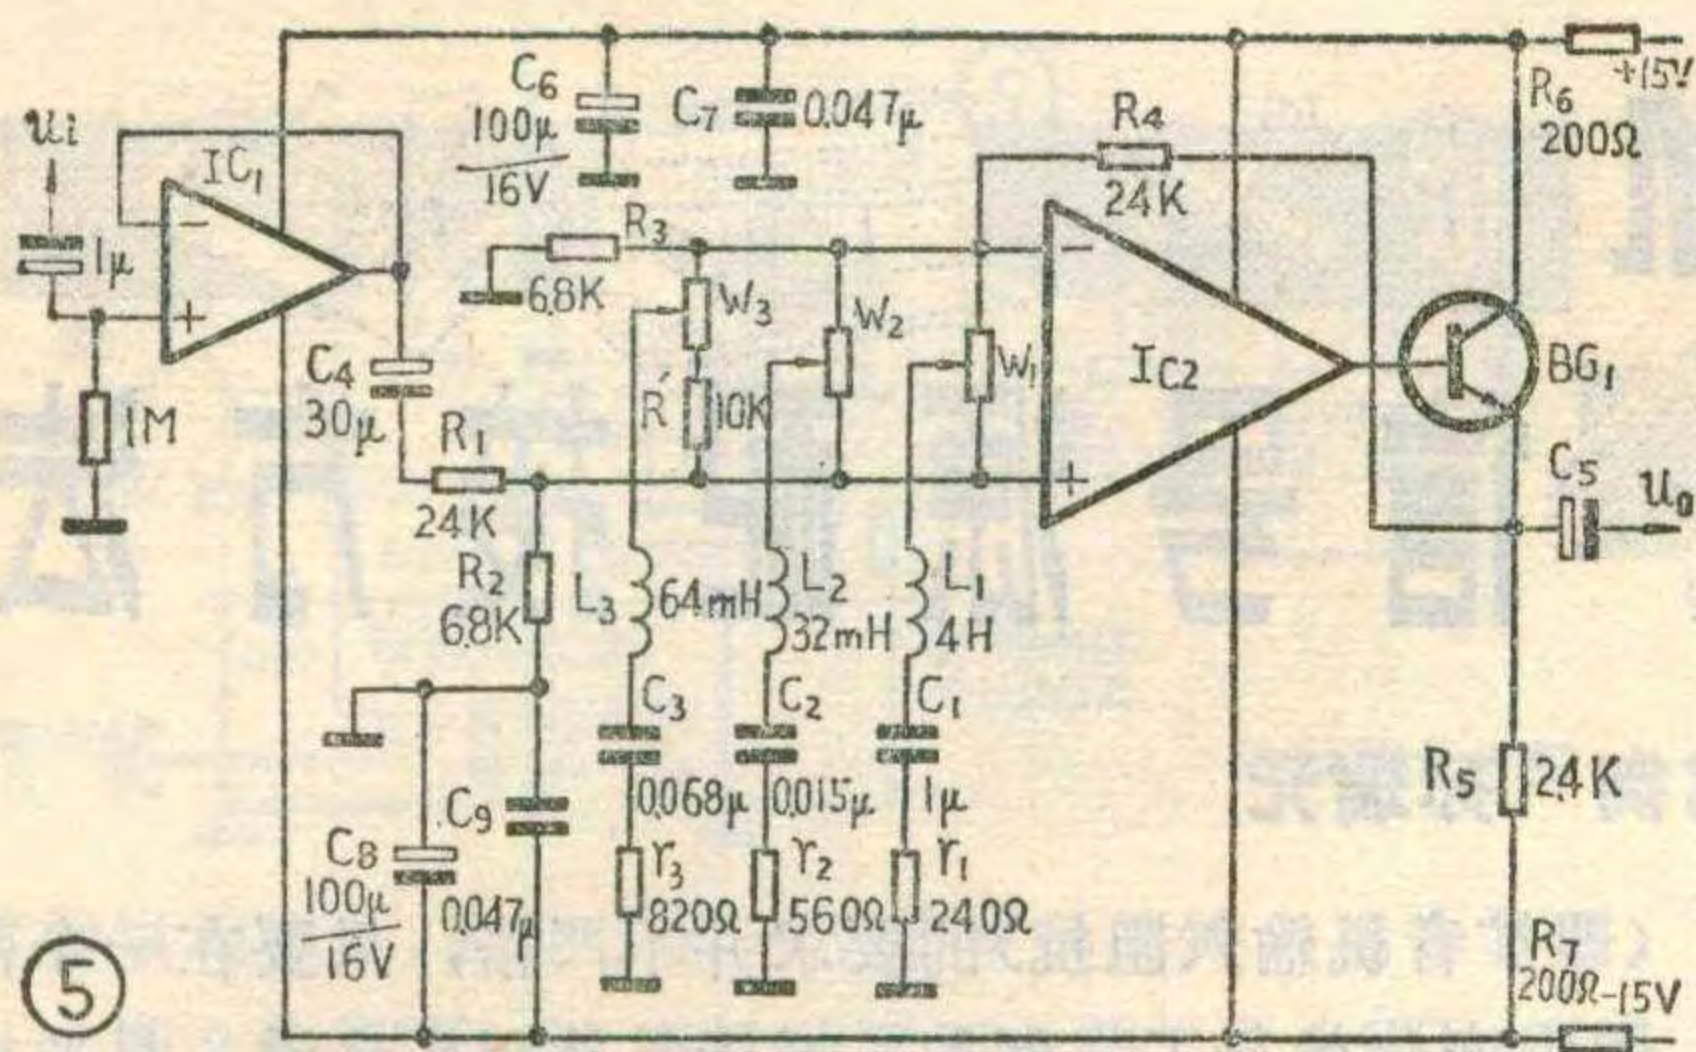 ui
1μ
1M
IC₁
C₄
30μ
R₁
24K
R₂
6.8K
C₆
100μ
16V
C₇
0.047μ
R₃
6.8K
W₃
R′
10K
W₂
W₁
R₄
24K
IC2
BG₁
R₆
200Ω
+15V
C₅
u₀
L₃
64mH
L₂
32mH
L₁
4H
C₃
0.068μ
C₂
0.015μ
C₁
1μ
r₃
820Ω
r₂
560Ω
r₁
240Ω
C₈
100μ
16V
C₉
0.047μ
R₅
2.4K
R₇
200Ω
-15V
⑤